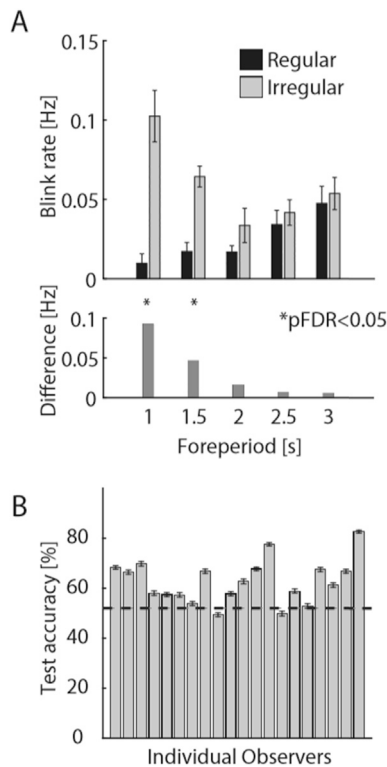 A
0.15
0.1
0.05
0
Blink rate [Hz]
Regular
Irregular
* *
*pFDR<0.05
0.1
0.05
0
Difference [Hz]
1 1.5 2 2.5 3
Foreperiod [s]
B
80
60
40
20
0
Test accuracy [%]
Individual Observers